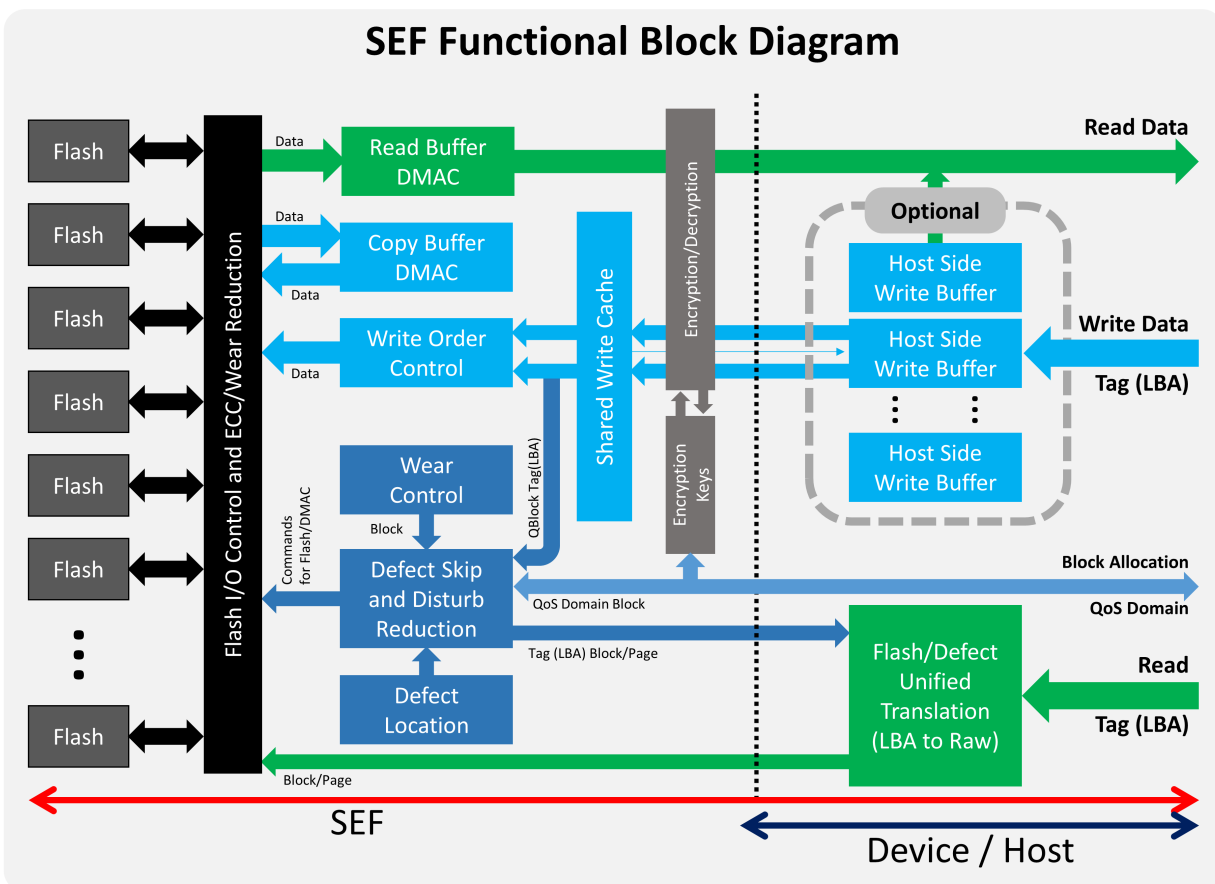 SEF Functional Block Diagram
Flash
Flash
Flash
Flash
Flash
Flash
Flash
Flash I/O Control and ECC/Wear Reduction
Data
Read Buffer
DMAC
Data
Copy Buffer
DMAC
Data
Write Order
Control
Data
Shared Write Cache
Encryption/Decryption
Encryption
Keys
QBlock Tag(LBA)
Wear
Control
Block
Commands
for Flash/DMAC
Defect Skip
and Disturb
Reduction
QoS Domain Block
Tag (LBA) Block/Page
Defect
Location
Block/Page
Read Data
Optional
Host Side
Write Buffer
Host Side
Write Buffer
Host Side
Write Buffer
Write Data
Tag (LBA)
Block Allocation
QoS Domain
Flash/Defect
Unified
Translation
(LBA to Raw)
Read
Tag (LBA)
SEF
Device / Host